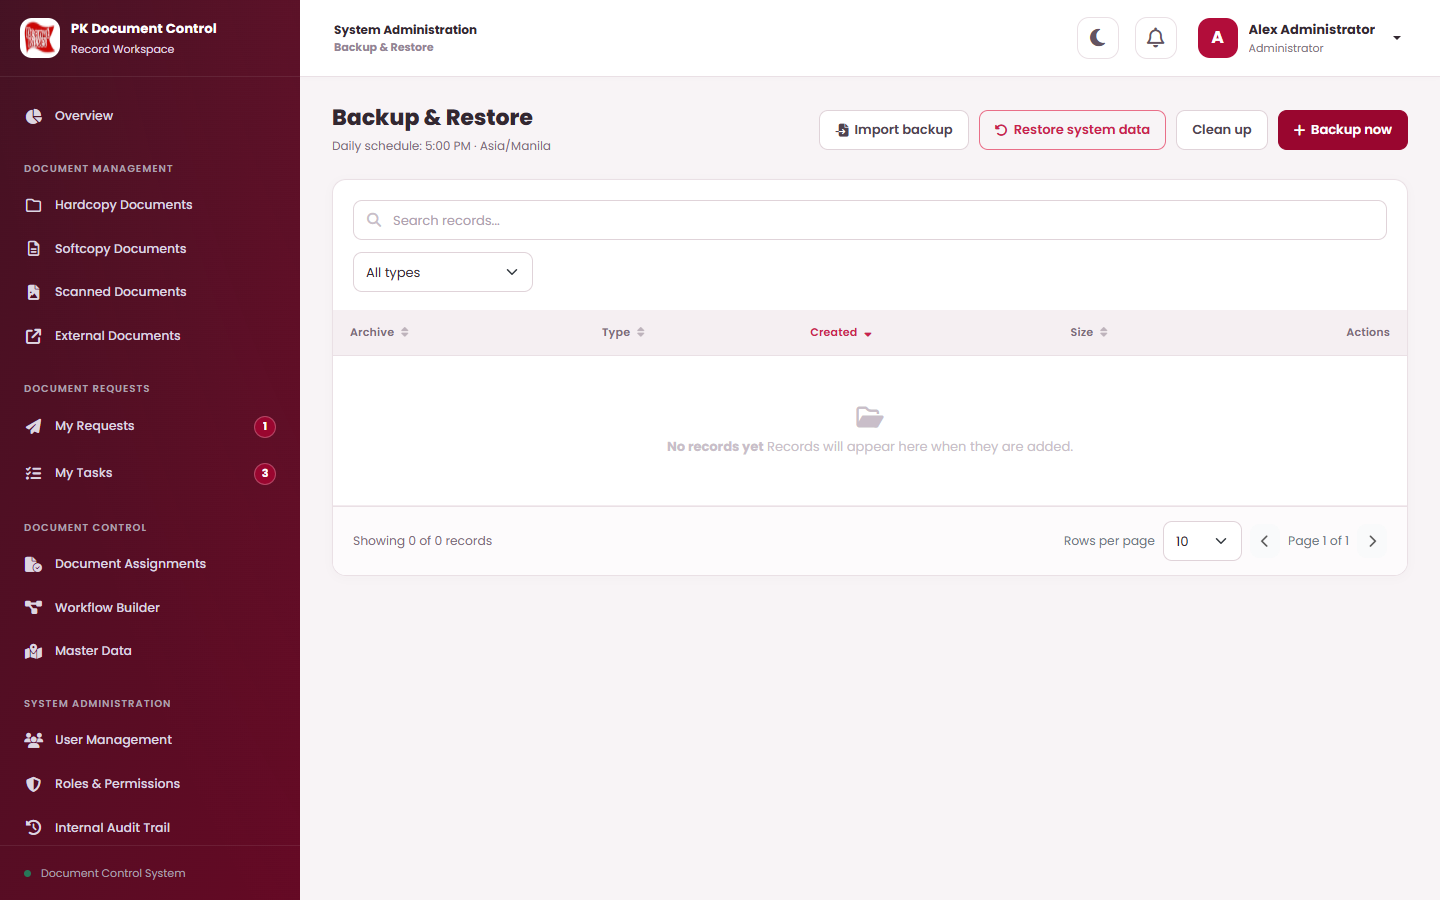 PK Document Control
Record Workspace
Overview
DOCUMENT MANAGEMENT
Hardcopy Documents
Softcopy Documents
Scanned Documents
External Documents
DOCUMENT REQUESTS
My Requests 1
My Tasks 3
DOCUMENT CONTROL
Document Assignments
Workflow Builder
Master Data
SYSTEM ADMINISTRATION
User Management
Roles & Permissions
Internal Audit Trail
Document Control System
System Administration
Backup & Restore
A
Alex Administrator
Administrator
Backup & Restore
Daily schedule: 5:00 PM · Asia/Manila
Import backup
Restore system data
Clean up
Backup now
Search records...
All types
Archive Type Created Size Actions
No records yet Records will appear here when they are added.
Showing 0 of 0 records
Rows per page 10 Page 1 of 1